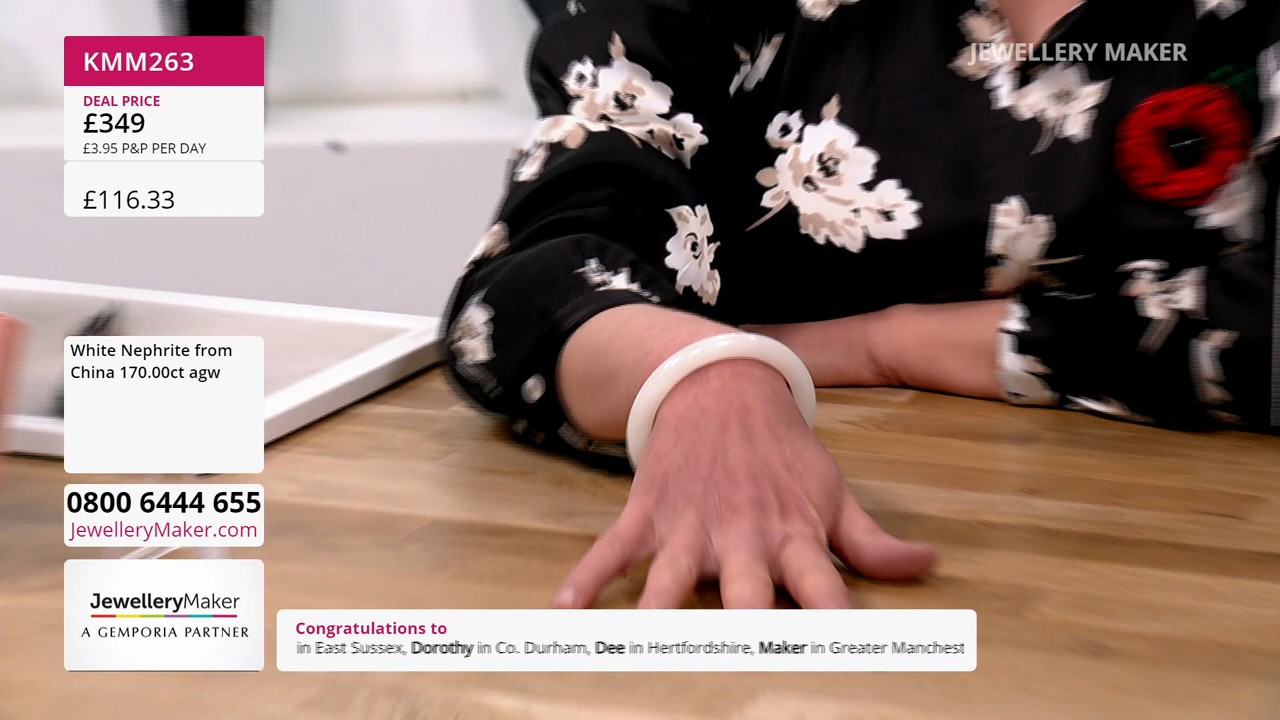 KMM263
DEAL PRICE
£349
£3.95 P&P PER DAY
£116.33
White Nephrite from
China 170.00ct agw
0800 6444 655
JewelleryMaker.com
JewelleryMaker
A GEMPORIA PARTNER
Congratulations to
in East Sussex, Dorothy in Co. Durham, Dee in Hertfordshire, Maker in Greater Manchest
JEWELLERY MAKER